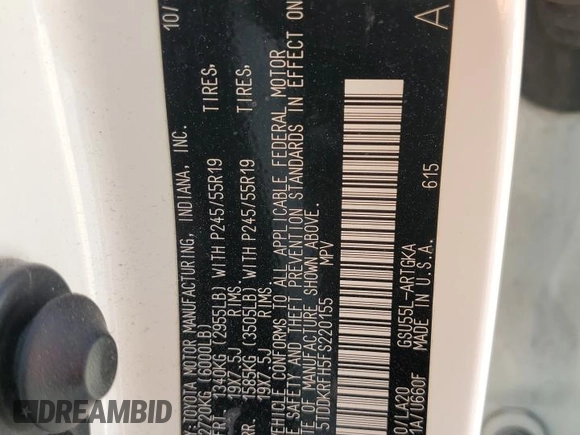 10/
Y:TOYOTA MOTOR MANUFACTURING, INDIANA, INC.
2720KG (6000LB)
FRT. 1340KG (2955LB) WITH P245/55R19 TIRES,
19X7.5J RIMS,
RR. 1585KG (3505LB) WITH P245/55R19 TIRES,
19X7.5J RIMS,
VEHICLE CONFORMS TO ALL APPLICABLE FEDERAL MOTOR
SAFETY AND THEFT PREVENTION STANDARDS IN EFFECT ON
OF MANUFACTURE SHOWN ABOVE.
MPV
615
A
GSU55L-ARTGKA
0/LA20
1A/U660F
MADE IN U.S.A.
DREAMBID